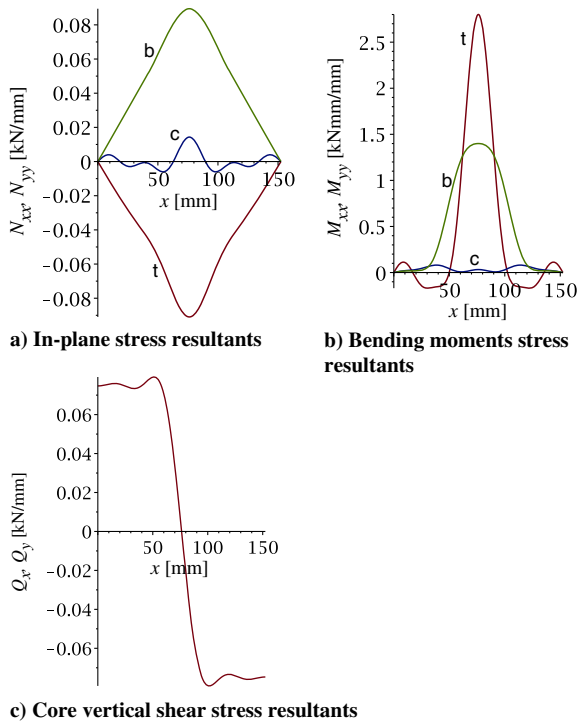 N_xx, N_yy [kN/mm]
0.08
0.06
0.04
0.02
0
−0.02
−0.04
−0.06
−0.08
b
c
t
50 100 150
x [mm]
a) In-plane stress resultants
M_xx, M_yy [kNmm/mm]
2.5
2
1.5
1
0.5
0
t
b
c
50 100 150
x [mm]
b) Bending moments stress
resultants
Q_x, Q_y [kN/mm]
0.06
0.04
0.02
0
−0.02
−0.04
−0.06
50 100 150
x [mm]
c) Core vertical shear stress resultants